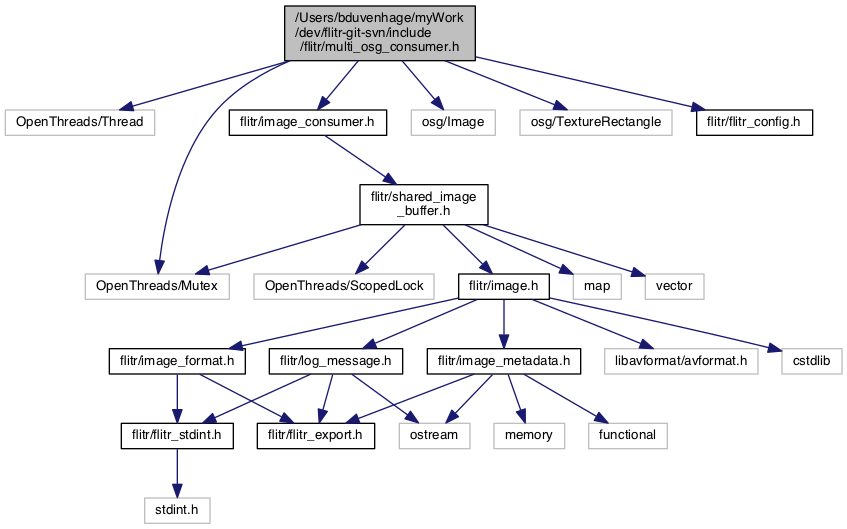 /Users/bduvenhage/myWork
/dev/flitr-git-svn/include
/flitr/multi_osg_consumer.h
OpenThreads/Thread
flitr/image_consumer.h
osg/Image
osg/TextureRectangle
flitr/flitr_config.h
flitr/shared_image
_buffer.h
OpenThreads/Mutex
OpenThreads/ScopedLock
flitr/image.h
map
vector
flitr/image_format.h
flitr/log_message.h
flitr/image_metadata.h
libavformat/avformat.h
cstdlib
flitr/flitr_stdint.h
flitr/flitr_export.h
ostream
memory
functional
stdint.h